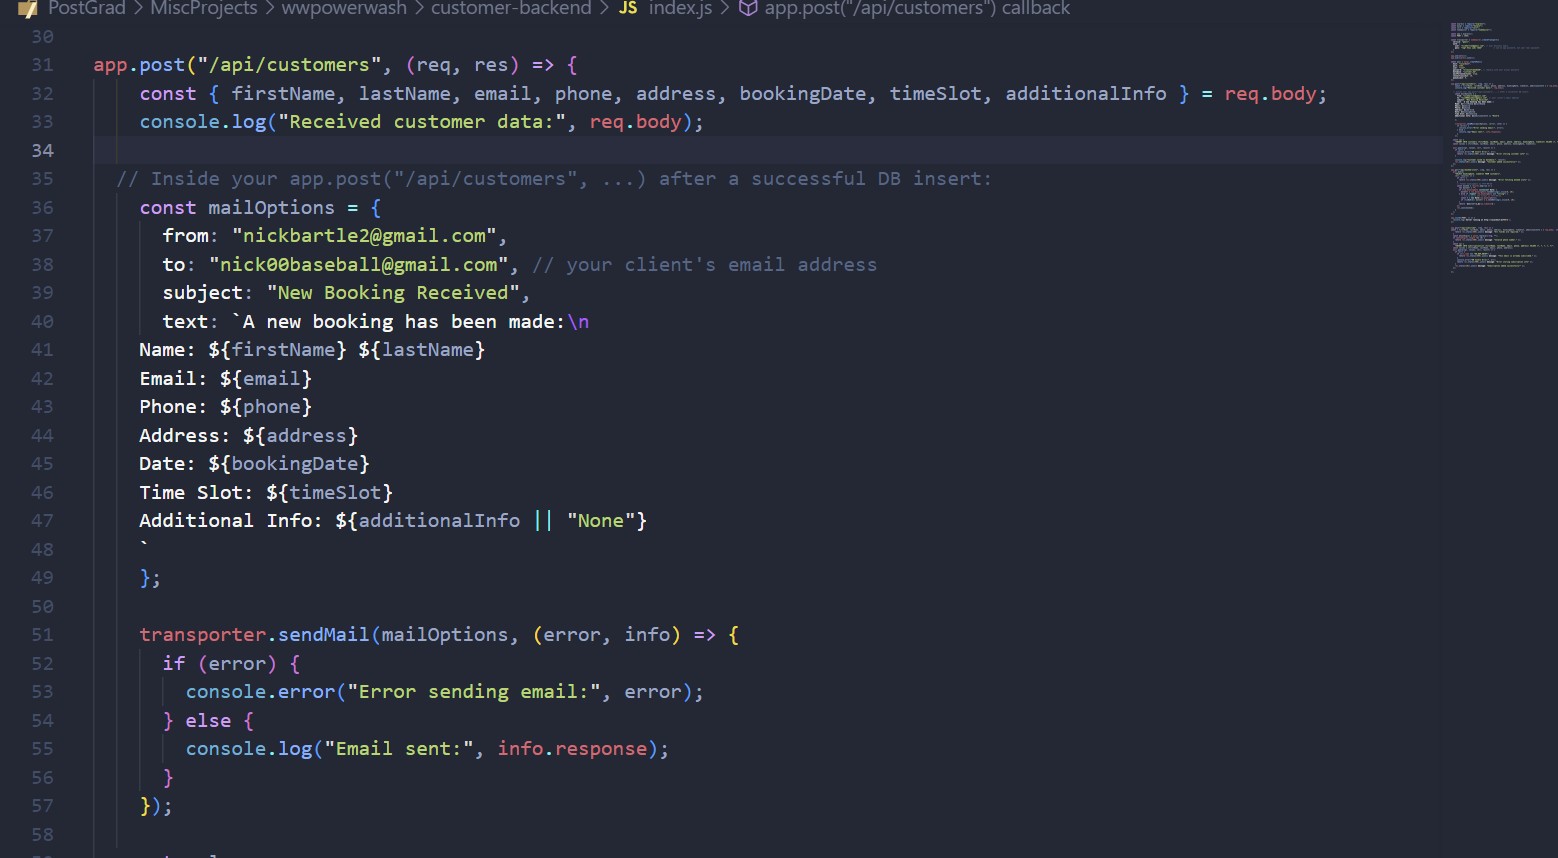 PostGrad > MiscProjects > wwpowerwash > customer-backend > JS index.js > app.post("/api/customers") callback
30
31 app.post("/api/customers", (req, res) => {
32 const { firstName, lastName, email, phone, address, bookingDate, timeSlot, additionalInfo } = req.body;
33 console.log("Received customer data:", req.body);
34
35 // Inside your app.post("/api/customers", ...) after a successful DB insert:
36 const mailOptions = {
37 from: "nickbartle2@gmail.com",
38 to: "nick00baseball@gmail.com", // your client's email address
39 subject: "New Booking Received",
40 text: `A new booking has been made:\n
41 Name: ${firstName} ${lastName}
42 Email: ${email}
43 Phone: ${phone}
44 Address: ${address}
45 Date: ${bookingDate}
46 Time Slot: ${timeSlot}
47 Additional Info: ${additionalInfo || "None"}
48 `
49 };
50
51 transporter.sendMail(mailOptions, (error, info) => {
52 if (error) {
53 console.error("Error sending email:", error);
54 } else {
55 console.log("Email sent:", info.response);
56 }
57 });
58